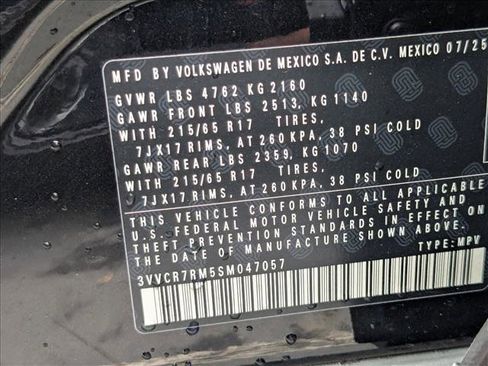 MFD BY VOLKSWAGEN DE MEXICO S.A. DE C.V. MEXICO 07/25
GVWR LBS 4762 KG 2160
GAWR FRONT LBS 2513, KG 1140
WITH 215/65 R17 TIRES,
7JX17 RIMS, AT 260 KPA, 38 PSI COLD
GAWR REAR LBS 2359, KG 1070
WITH 215/65 R17 TIRES,
7JX17 RIMS, AT 260 KPA, 38 PSI COLD
THIS VEHICLE CONFORMS TO ALL APPLICABLE
U.S. FEDERAL MOTOR VEHICLE SAFETY AND
THEFT PREVENTION STANDARDS IN EFFECT ON
DATE OF MANUFACTURE SHOWN ABOVE.
3VVCR7RM5SM047057 TYPE: MPV